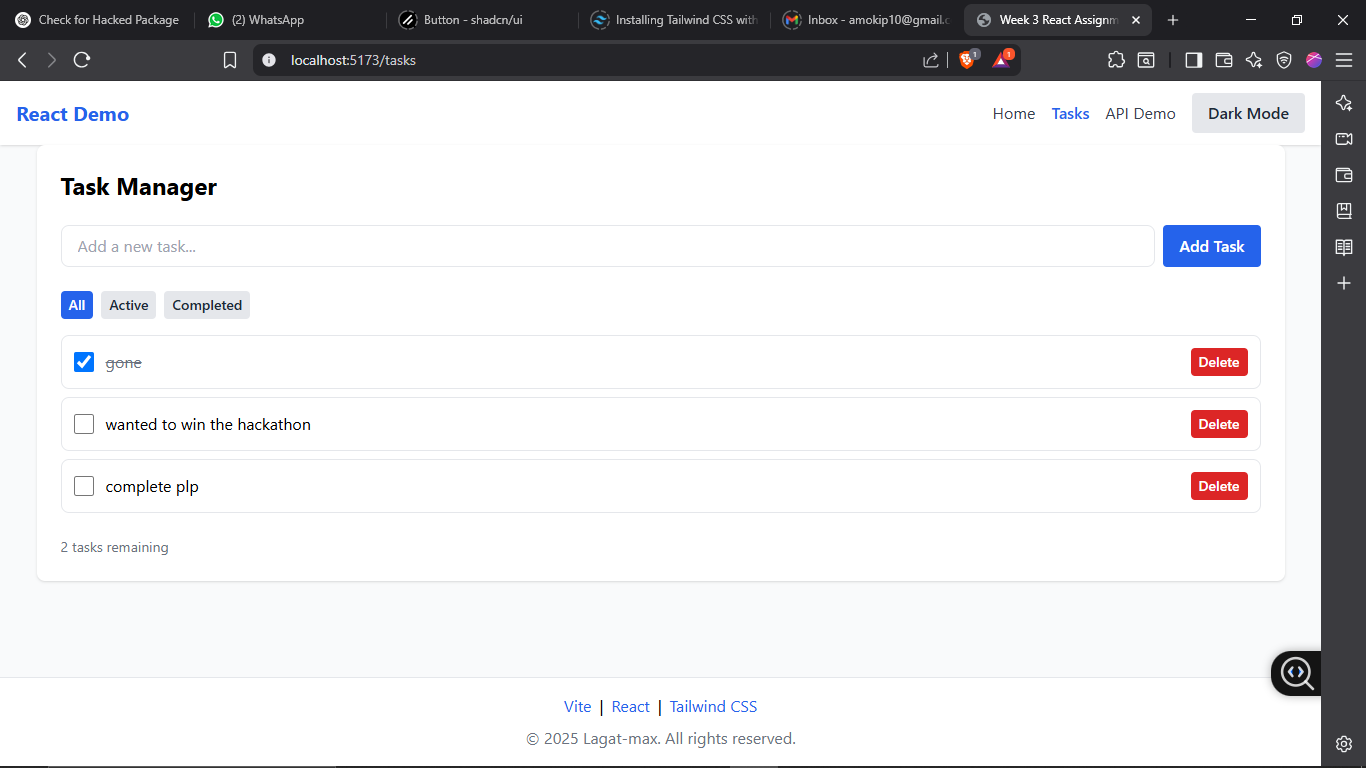 Check for Hacked Package
(2) WhatsApp
Button - shadcn/ui
Installing Tailwind CSS with
Inbox - amokip10@gmail.c
Week 3 React Assignm
localhost:5173/tasks
1
1
React Demo
Home
Tasks
API Demo
Dark Mode
Task Manager
Add a new task...
Add Task
All
Active
Completed
gone
Delete
wanted to win the hackathon
Delete
complete plp
Delete
2 tasks remaining
Vite | React | Tailwind CSS
© 2025 Lagat-max. All rights reserved.